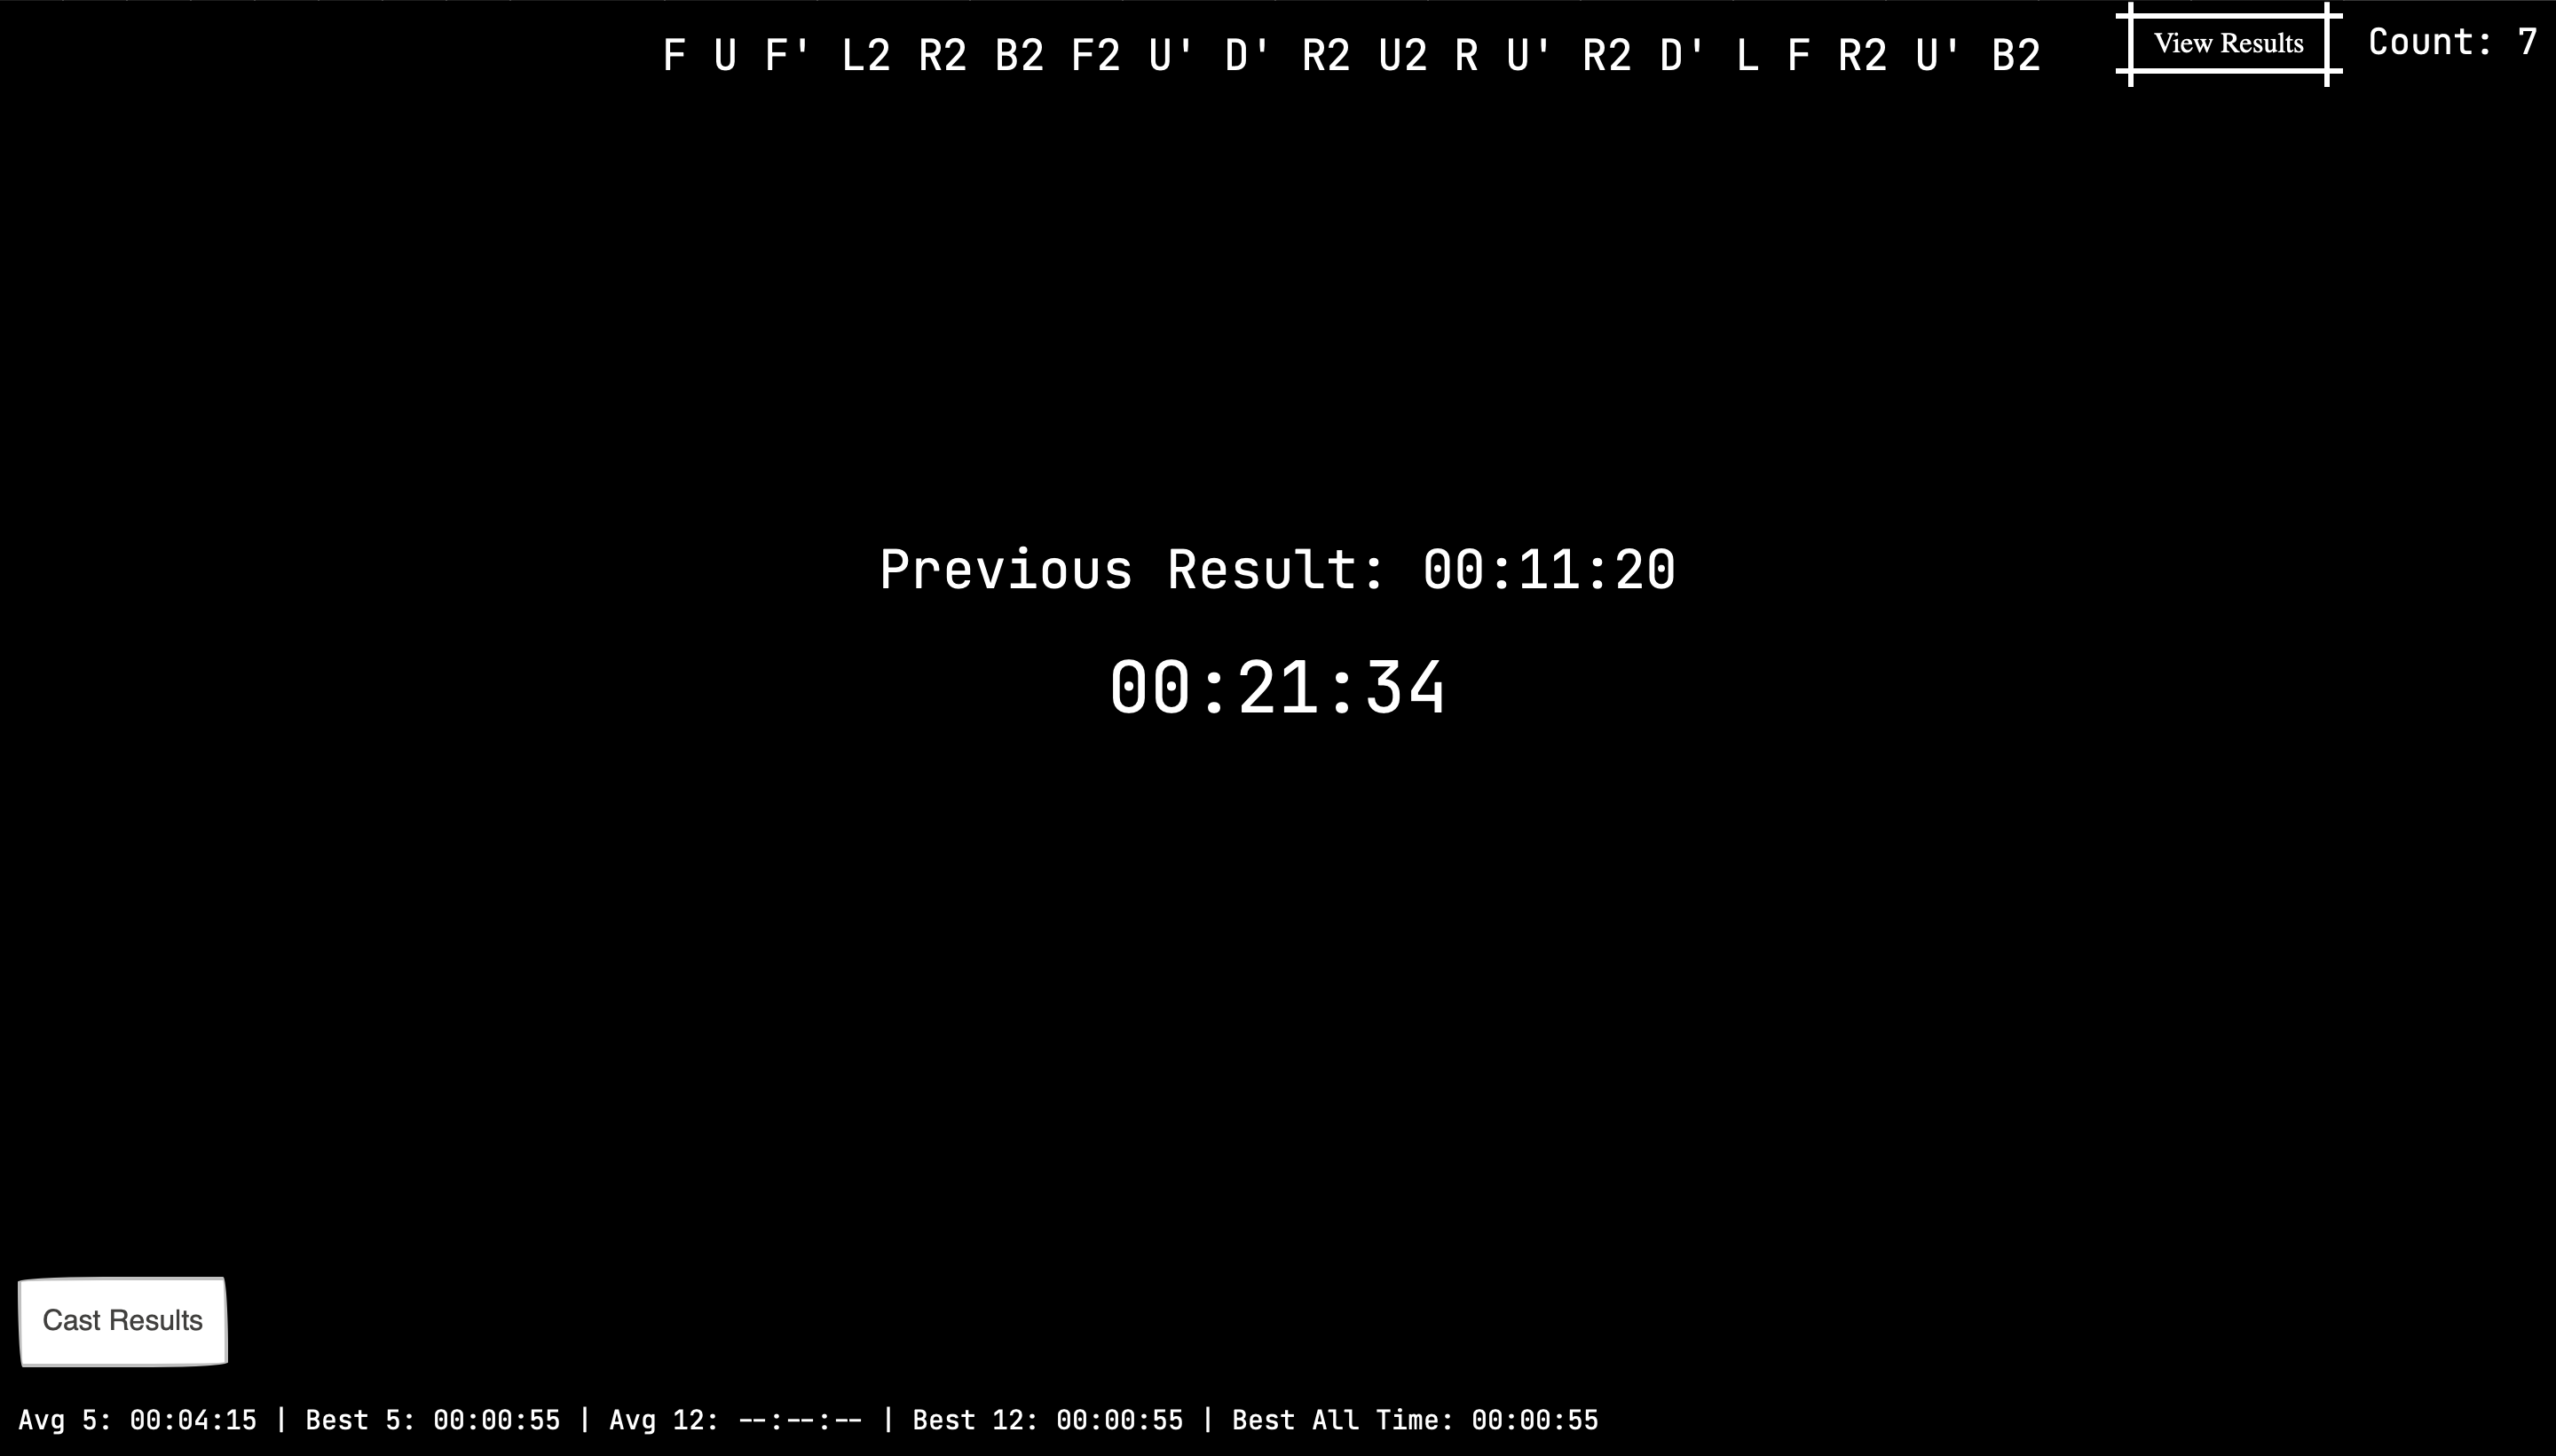 F U F' L2 R2 B2 F2 U' D' R2 U2 R U' R2 D' L F R2 U' B2
View Results
Count: 7
Previous Result: 00:11:20
00:21:34
Cast Results
Avg 5: 00:04:15 | Best 5: 00:00:55 | Avg 12: --:--:-- | Best 12: 00:00:55 | Best All Time: 00:00:55